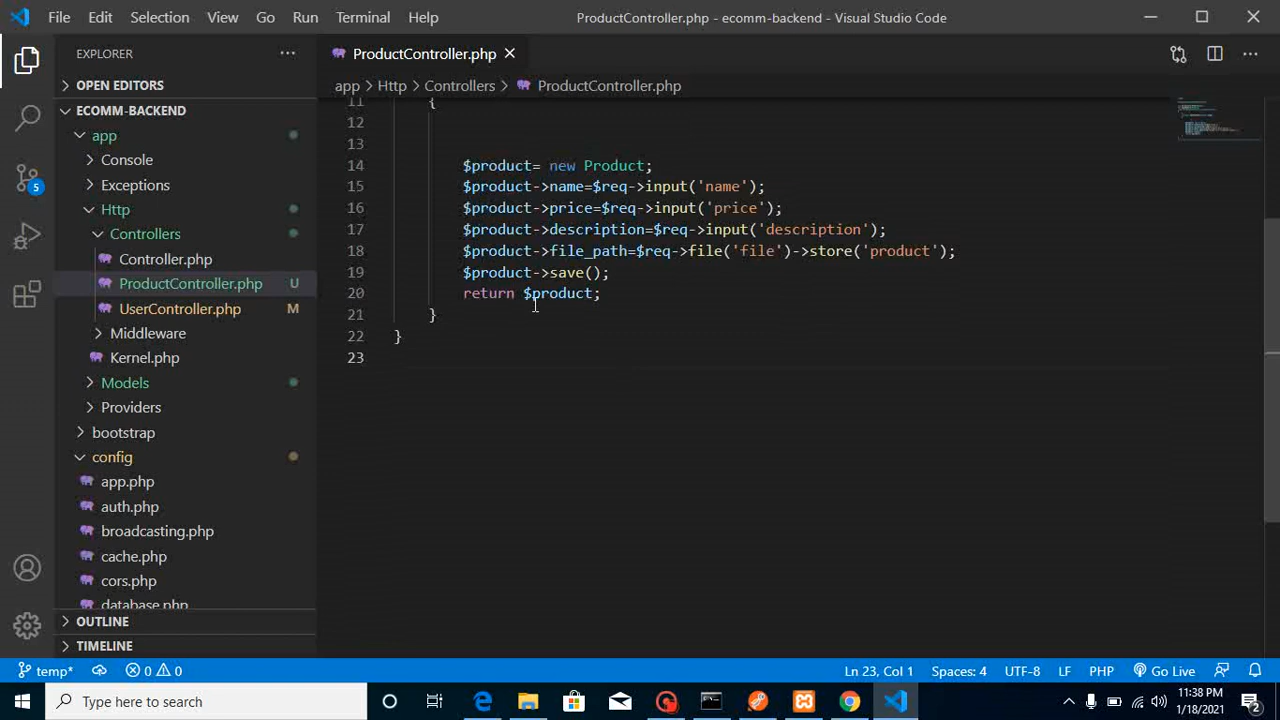 File Edit Selection View Go Run Terminal Help
ProductController.php - ecomm-backend - Visual Studio Code
EXPLORER
OPEN EDITORS
ECOMM-BACKEND
app
Console
Exceptions
Http
Controllers
Controller.php
ProductController.php U
UserController.php M
Middleware
Kernel.php
Models
Providers
bootstrap
config
app.php
auth.php
broadcasting.php
cache.php
cors.php
database.php
OUTLINE
TIMELINE
5
ProductController.php
app > Http > Controllers > ProductController.php
11 {
12
13
14 $product= new Product;
15 $product->name=$req->input('name');
16 $product->price=$req->input('price');
17 $product->description=$req->input('description');
18 $product->file_path=$req->file('file')->store('product');
19 $product->save();
20 return $product;
21 }
22 }
23
temp* 0 0 Ln 23, Col 1 Spaces: 4 UTF-8 LF PHP Go Live
Type here to search
11:38 PM
1/18/2021
2